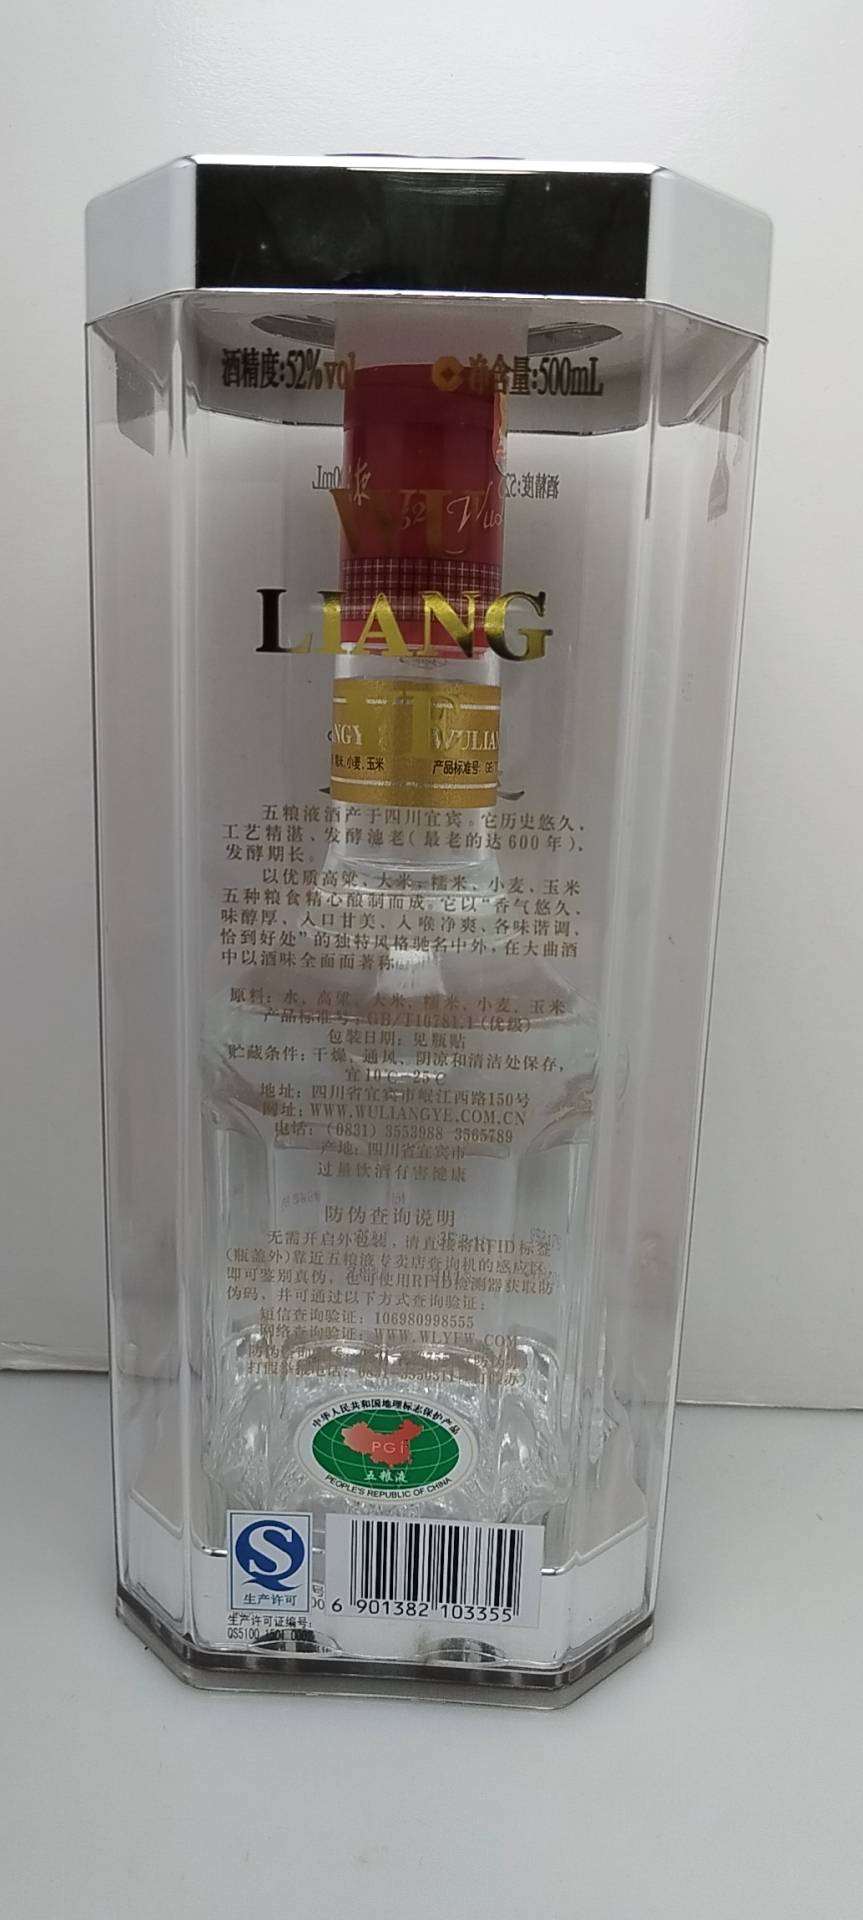 酒精度:52%vol 净含量:500mL
WU
LIANG
YE
五粮液酒产于四川宜宾。它历史悠久、
工艺精湛、发酵池老(最老的达600年)、
发酵期长。
以优质高粱、大米、糯米、小麦、玉米
五种粮食精心酿制而成。它以“香气悠久、
味醇厚、入口甘美、入喉净爽、各味谐调、
恰到好处”的独特风格驰名中外,在大曲酒
中以酒味全面而著称
原料: 水、高粱、大米、糯米、小麦、玉米
产品标准号:GB/T10781.1(优级)
包装日期: 见瓶贴
贮藏条件: 干燥、通风、阴凉和清洁处保存,
宜10℃-25℃
地址: 四川省宜宾市岷江西路150号
网址: WWW.WULIANGYE.COM.CN
电话: (0831) 3553988 3565789
产地: 四川省宜宾市
过量饮酒有害健康
防伪查询说明
无需开启外包装, 请直接将RFID标签
(瓶盖外)靠近五粮液专卖店查询机的感应区,
即可鉴别真伪, 也可使用RFID检测器获取防
伪码, 并可通过以下方式查询验证:
短信查询验证: 106980998555
网络查询验证: WWW.WLYFW.COM
打假举报电话:
中华人民共和国地理标志保护产品
PGI
五粮液
PEOPLE'S REPUBLIC OF CHINA
生产许可
6 901382 103355
生产许可证编号:
QS5100 1501